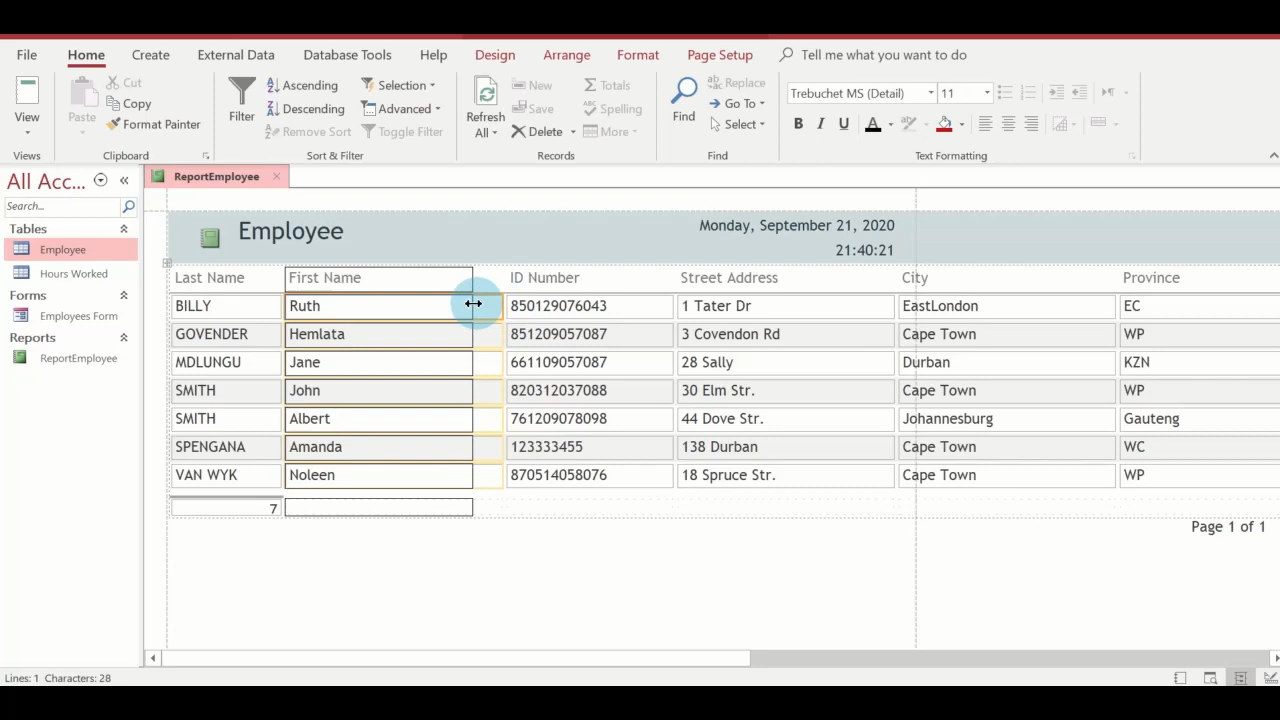 File Home Create External Data Database Tools Help Design Arrange Format Page Setup Tell me what you want to do
View Paste Cut Copy Format Painter Filter Ascending Descending Remove Sort Selection Advanced Toggle Filter Refresh All New Save Delete Totals Spelling More Find Replace Go To Select Trebuchet MS (Detail) 11
B I U A
Views Clipboard Sort & Filter Records Find Text Formatting
All Acc...
Search...
Tables
Employee
Hours Worked
Forms
Employees Form
Reports
ReportEmployee
ReportEmployee
Employee
Monday, September 21, 2020
21:40:21
Last Name First Name ID Number Street Address City Province
BILLY Ruth 850129076043 1 Tater Dr EastLondon EC
GOVENDER Hemlata 851209057087 3 Covendon Rd Cape Town WP
MDLUNGU Jane 661109057087 28 Sally Durban KZN
SMITH John 820312037088 30 Elm Str. Cape Town WP
SMITH Albert 761209078098 44 Dove Str. Johannesburg Gauteng
SPENGANA Amanda 123333455 138 Durban Cape Town WC
VAN WYK Noleen 870514058076 18 Spruce Str. Cape Town WP
7
Page 1 of 1
Lines: 1 Characters: 28